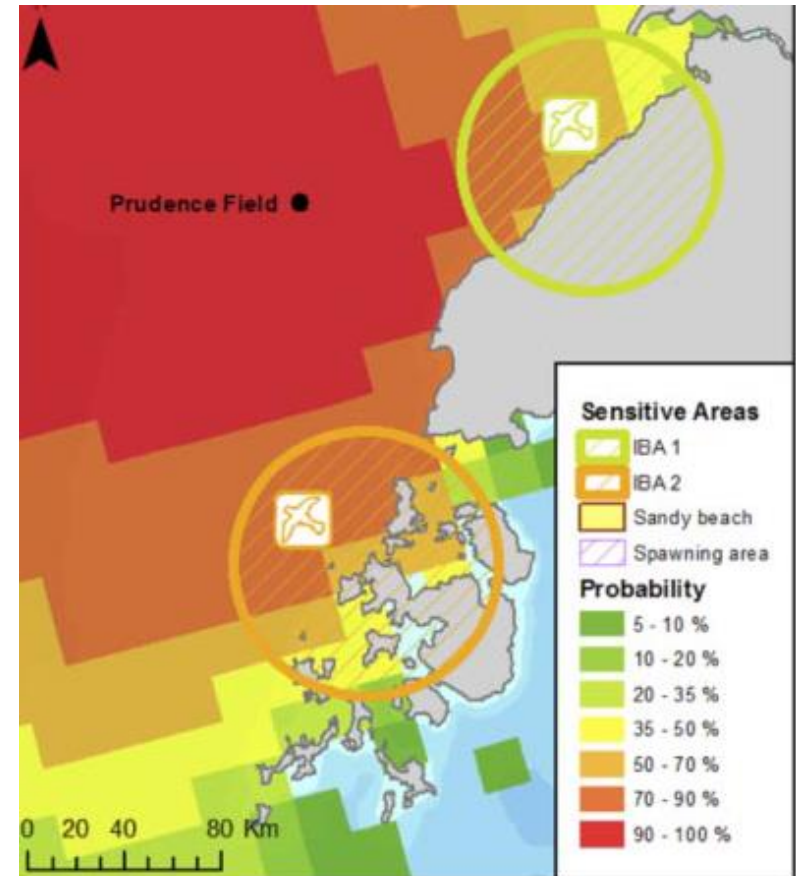 Prudence Field
Sensitive Areas
IBA 1
IBA 2
Sandy beach
Spawning area
Probability
5 - 10 %
10 - 20 %
20 - 35 %
35 - 50 %
50 - 70 %
70 - 90 %
90 - 100 %
0 20 40 80 Km